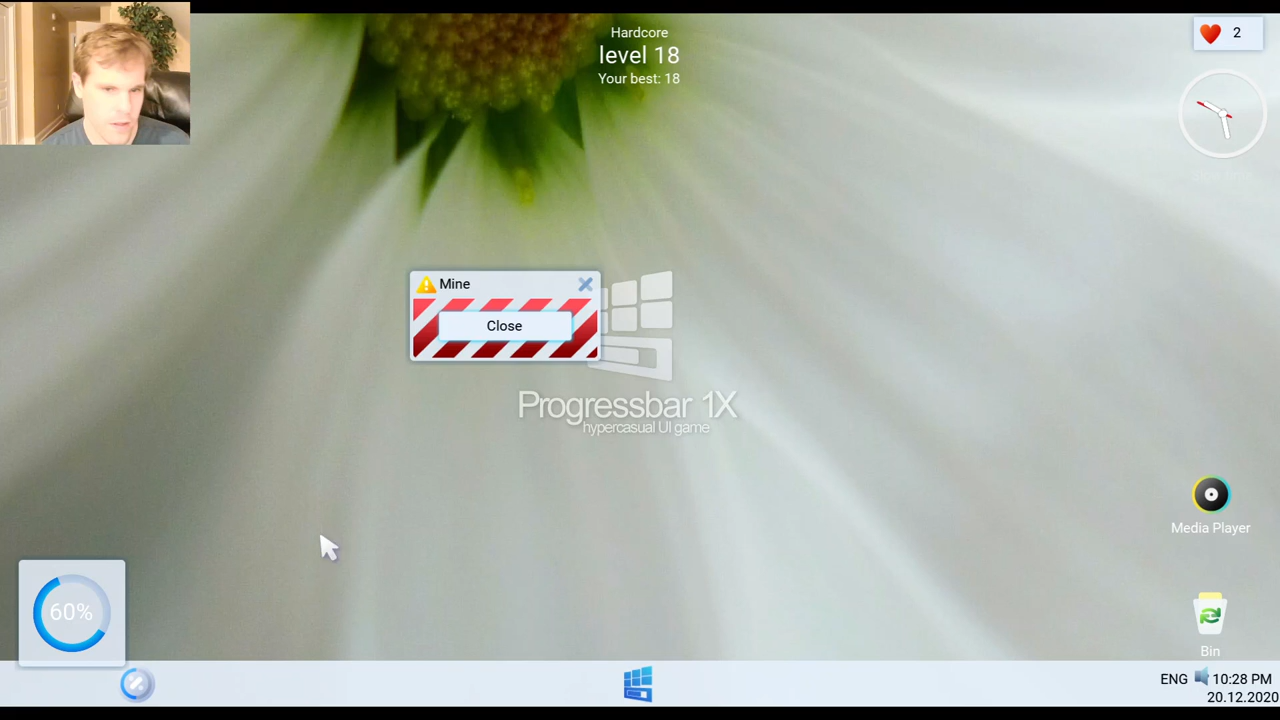 Hardcore
level 18
Your best: 18
2
Mine
Close
Progressbar 1X
hypercasual UI game
Media Player
60%
Bin
ENG 10:28 PM
20.12.2020